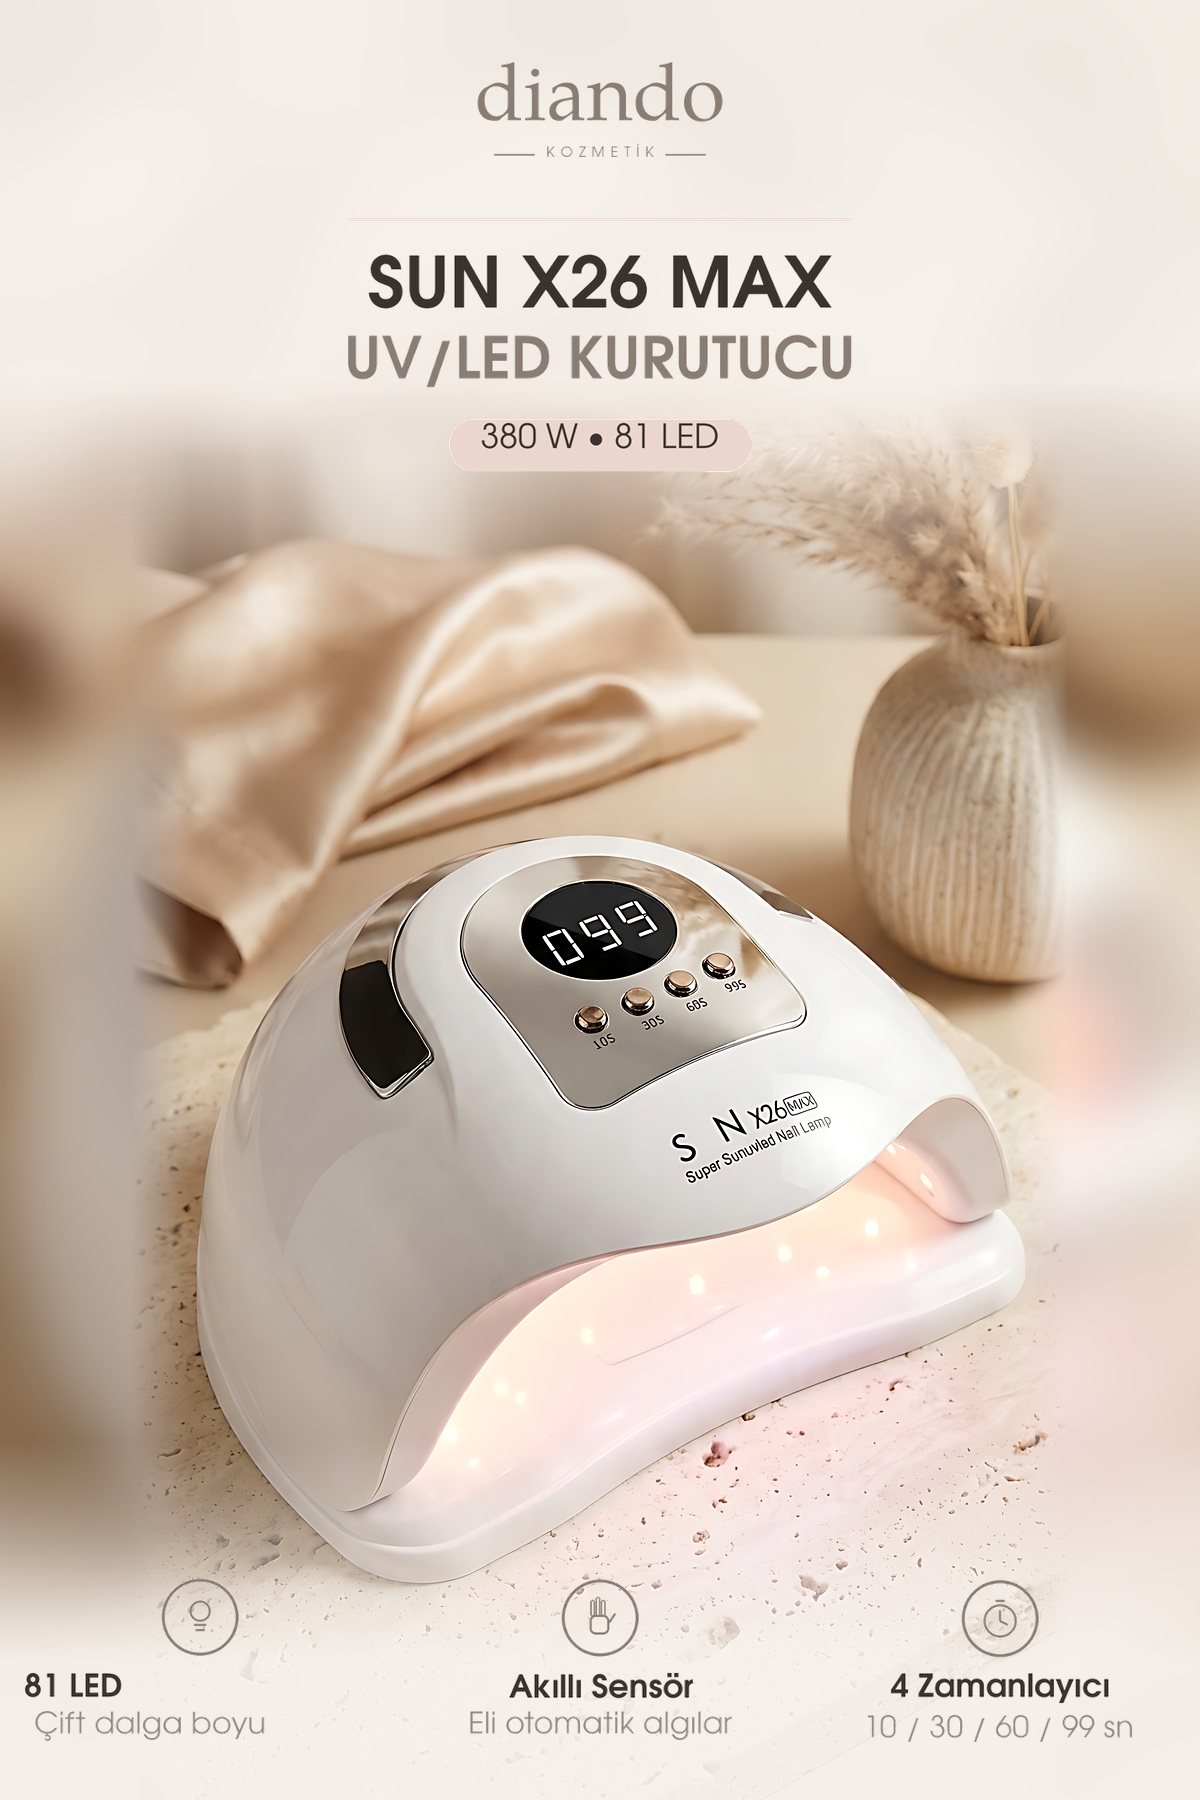 diando
KOZMETİK
SUN X26 MAX
UV/LED KURUTUCU
380 W • 81 LED
099
10S 30S 60S 99S
S N X26 MAX
Super Sunuvled Nail Lamp
81 LED
Çift dalga boyu
Akıllı Sensör
Eli otomatik algılar
4 Zamanlayıcı
10 / 30 / 60 / 99 sn